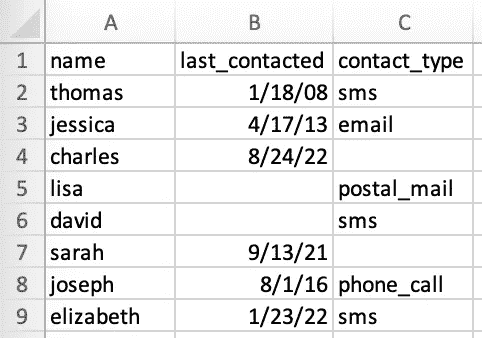 A B C
1 name last_contacted contact_type
2 thomas 1/18/08 sms
3 jessica 4/17/13 email
4 charles 8/24/22
5 lisa postal_mail
6 david sms
7 sarah 9/13/21
8 joseph 8/1/16 phone_call
9 elizabeth 1/23/22 sms